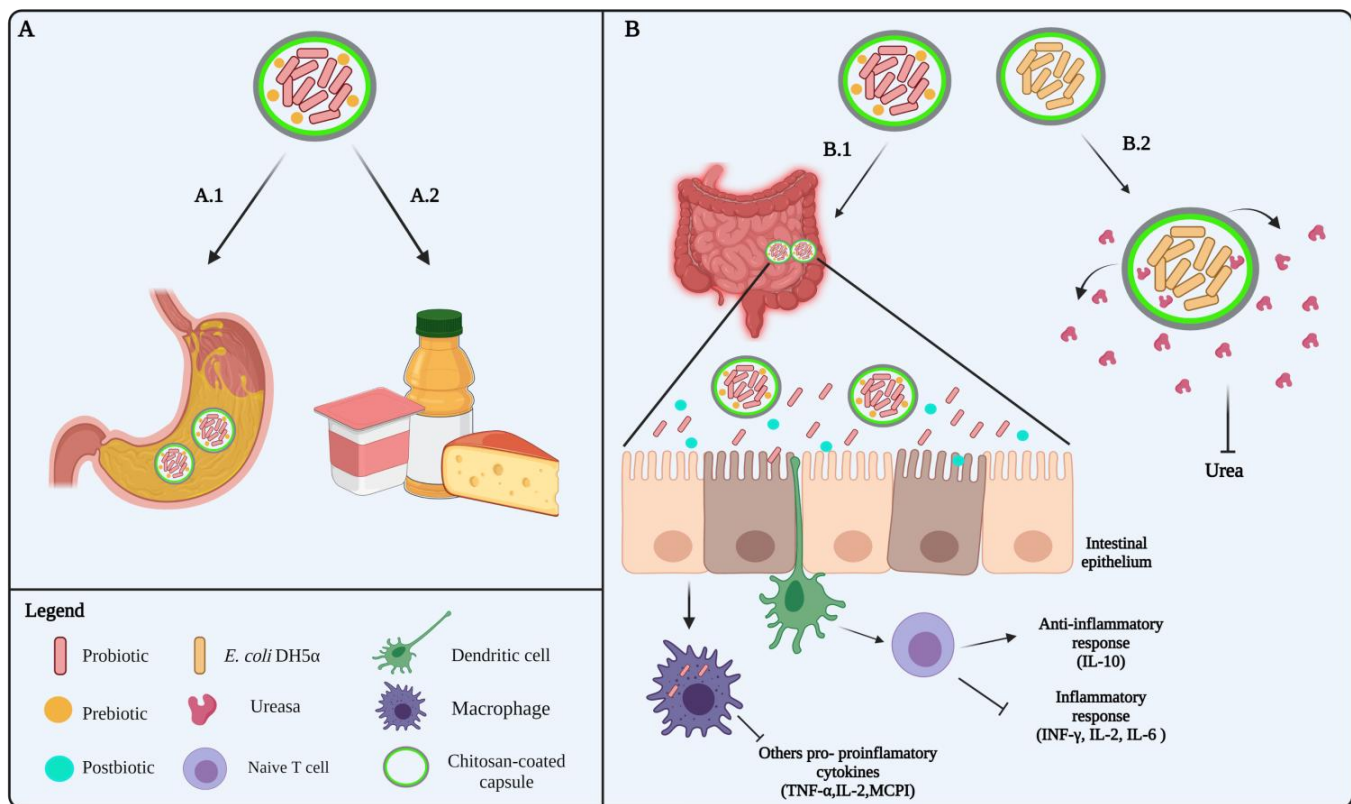 A
A.1
A.2
B
B.1
B.2
Urea
Intestinal
epithelium
Anti-inflammatory
response
(IL-10)
Inflammatory
response
(INF-γ, IL-2, IL-6 )
Others pro- proinflamatory
cytokines
(TNF-α,IL-2,MCPI)
Legend
Probiotic
E. coli DH5α
Dendritic cell
Prebiotic
Ureasa
Macrophage
Postbiotic
Naive T cell
Chitosan-coated
capsule